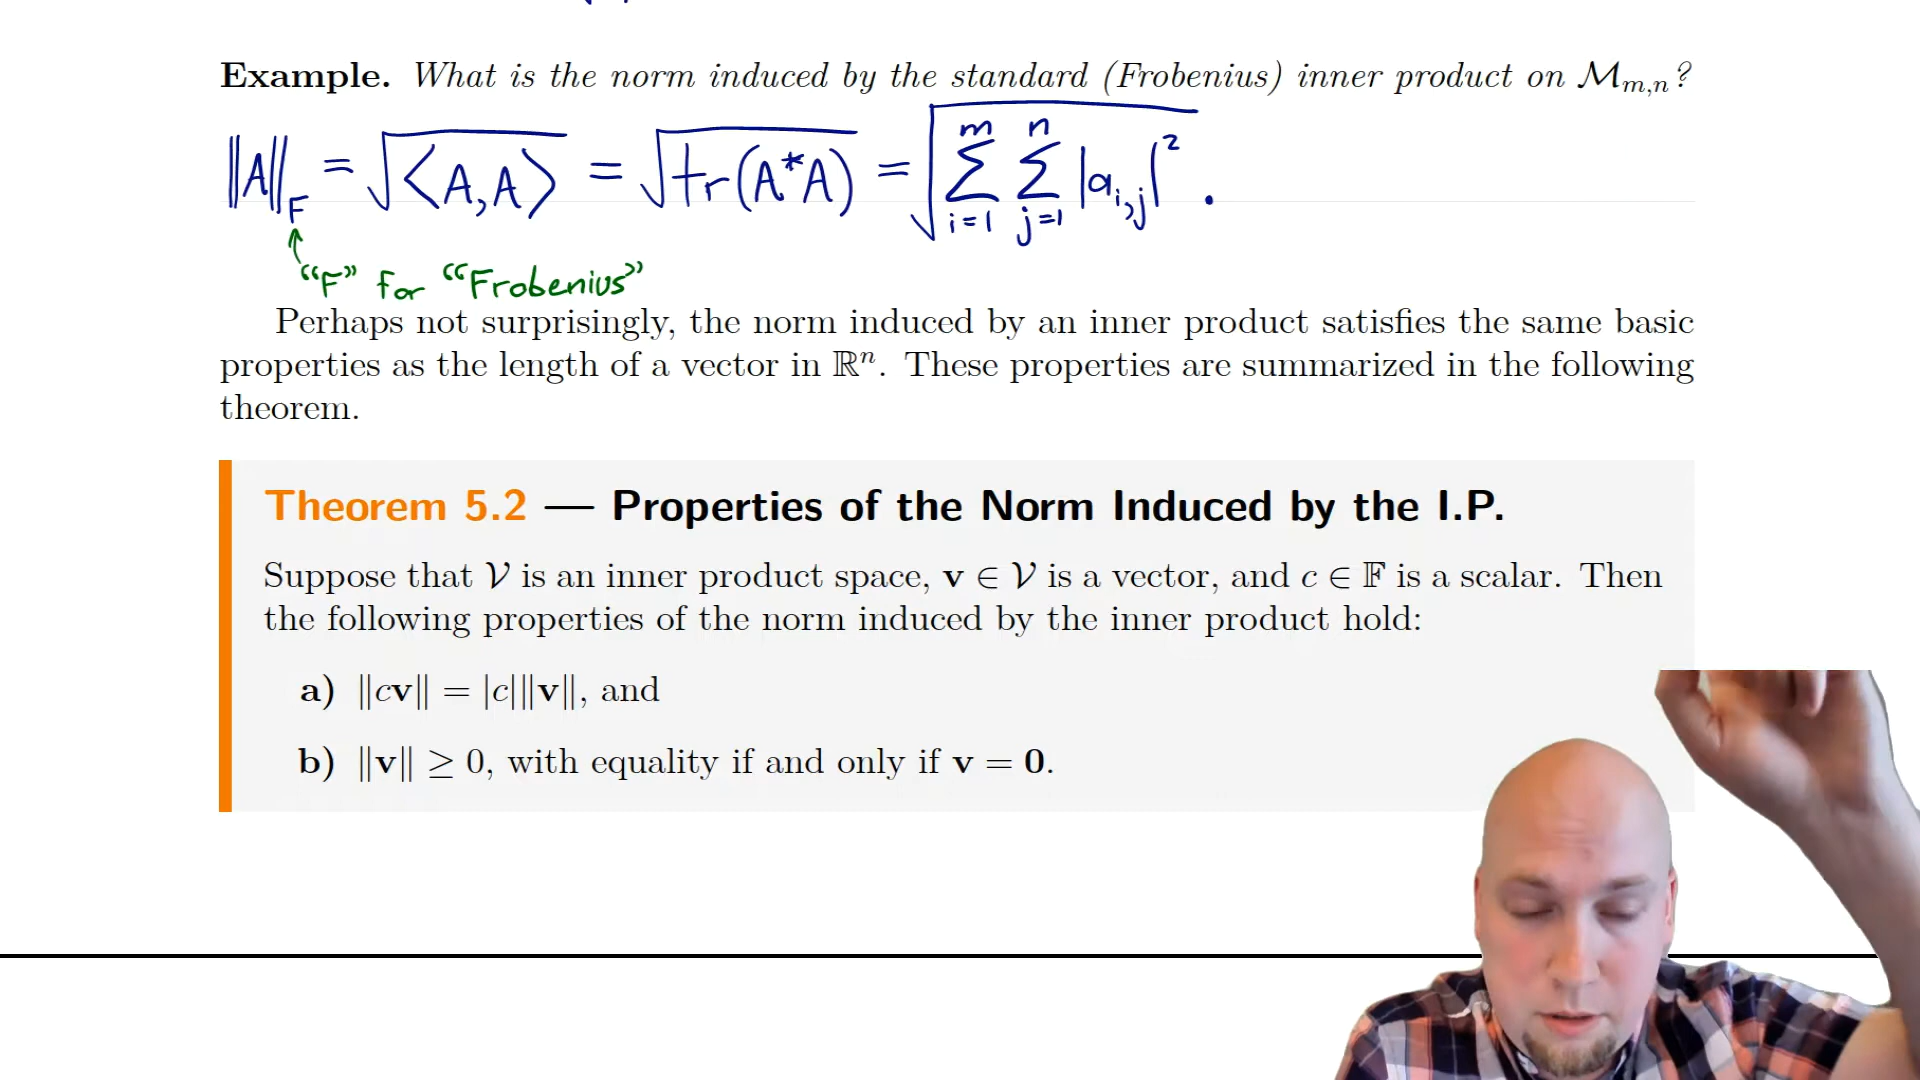 Example. What is the norm induced by the standard (Frobenius) inner product on ℳₘ,ₙ?
‖A‖_F = √⟨A,A⟩ = √tr(A*A) = √(∑_{i=1}^{m} ∑_{j=1}^{n} |a_{i,j}|²).
"F" for "Frobenius"
Perhaps not surprisingly, the norm induced by an inner product satisfies the same basic
properties as the length of a vector in ℝⁿ. These properties are summarized in the following
theorem.
Theorem 5.2 — Properties of the Norm Induced by the I.P.
Suppose that 𝒱 is an inner product space, v ∈ 𝒱 is a vector, and c ∈ 𝔽 is a scalar. Then
the following properties of the norm induced by the inner product hold:
a) ‖cv‖ = |c|‖v‖, and
b) ‖v‖ ≥ 0, with equality if and only if v = 0.